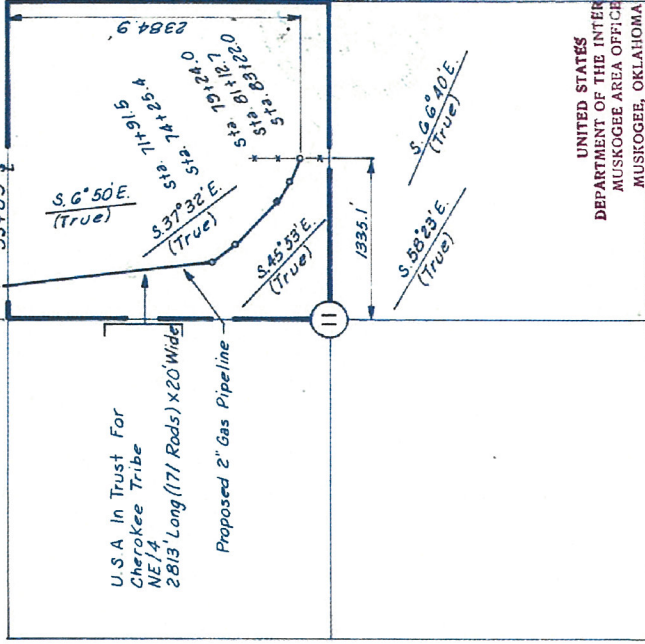 2384.9
S. 6° 50' E.
(True)
Sta. 71+91.5
Sta. 74+25.4
Sta. 79+24.0
Sta. 81+12.7
Sta. 83+22.0
S. 37° 32' E.
(True)
S. 45° 53' E.
(True)
1335.1'
S. 66° 40' E.
(True)
S. 58° 23' E.
(True)
11
U.S.A In Trust For
Cherokee Tribe
NE/4
2813' Long (171 Rods) x 20' Wide
Proposed 2" Gas Pipeline
UNITED STATES
DEPARTMENT OF THE INTER
MUSKOGEE AREA OFFICE
MUSKOGEE, OKLAHOMA